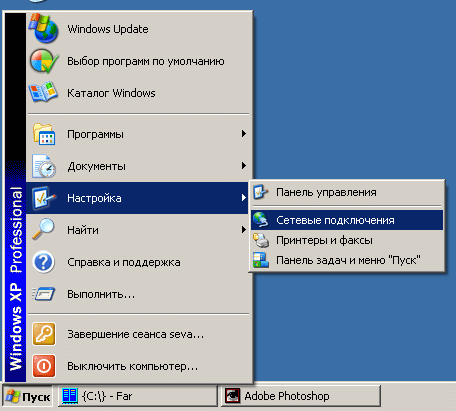 Windows Update
Выбор программ по умолчанию
Каталог Windows
Программы
Документы
Настройка
Найти
Справка и поддержка
Выполнить...
Завершение сеанса seva...
Выключить компьютер...
Windows XP Professional
Панель управления
Сетевые подключения
Принтеры и факсы
Панель задач и меню "Пуск"
Пуск
{C:\} - Far
Adobe Photoshop